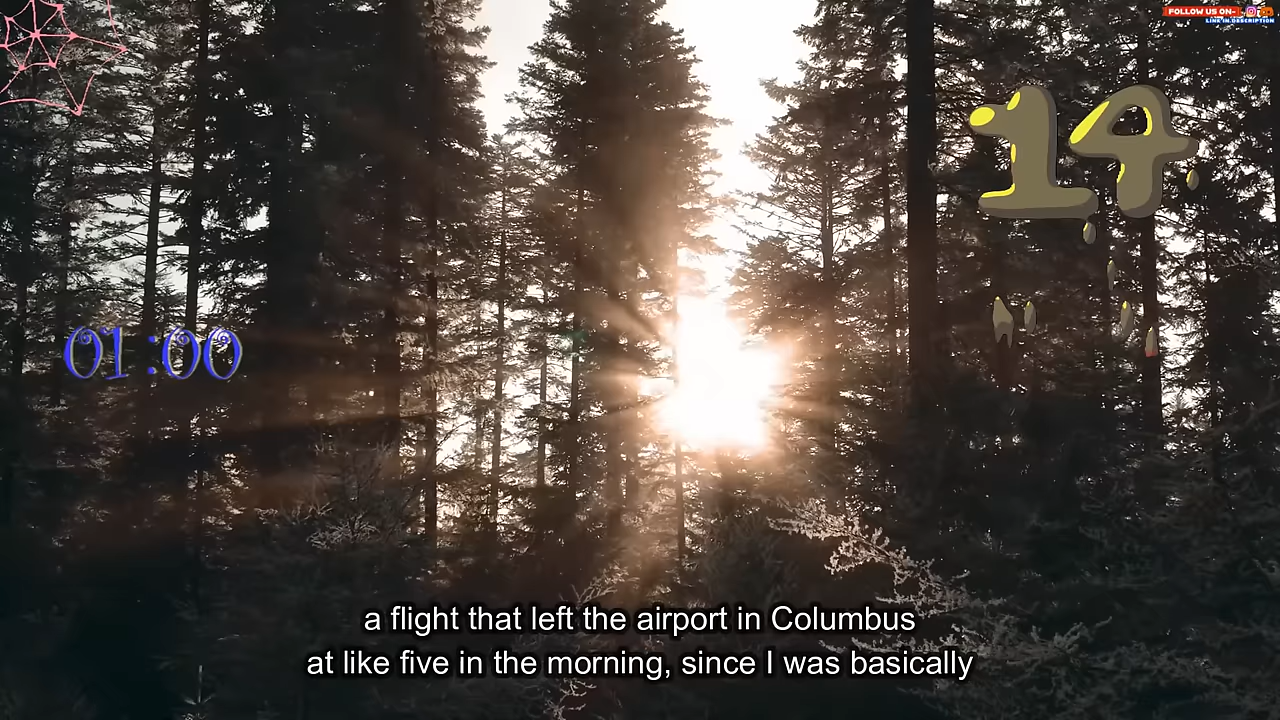 FOLLOW US ON-
LINK IN DISCRIPTION
14
01:00
a flight that left the airport in Columbus
at like five in the morning, since I was basically